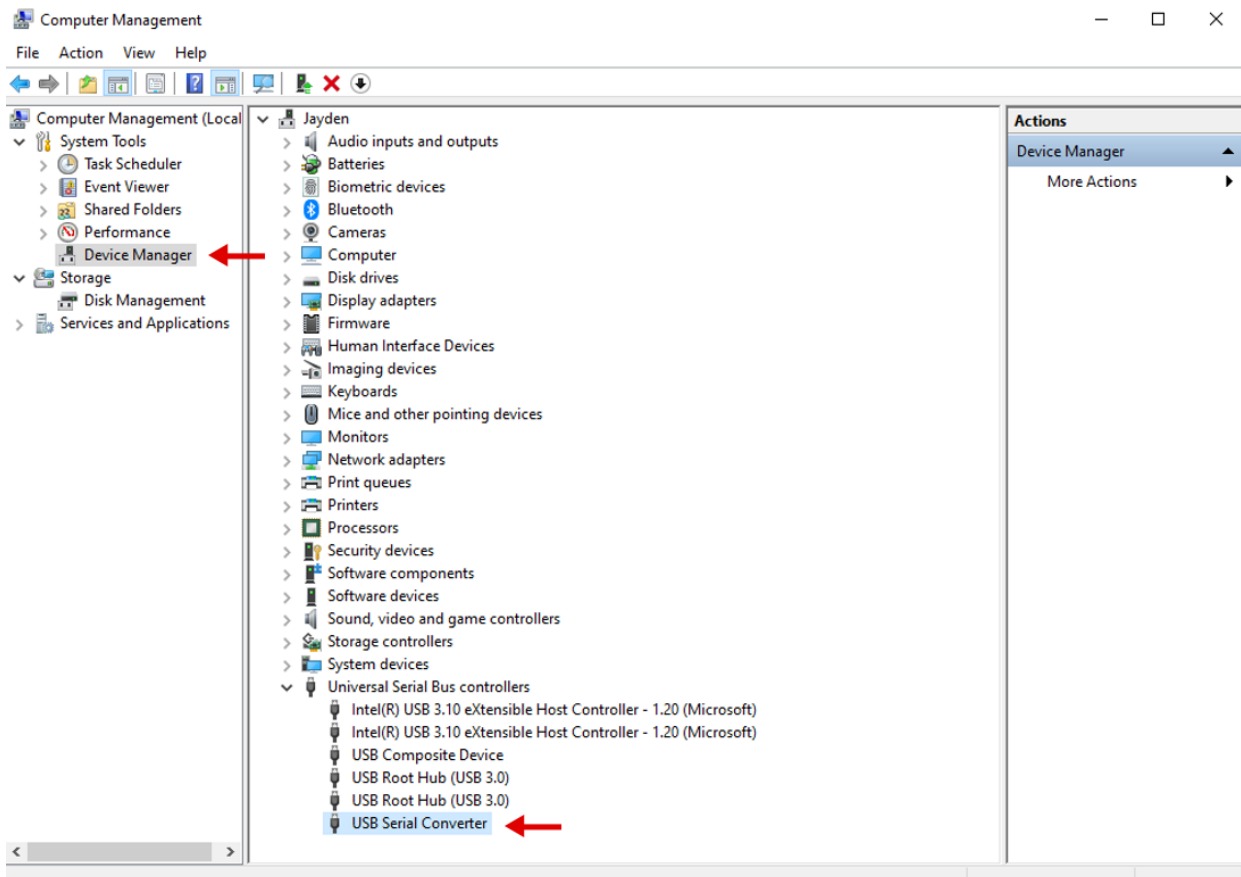 Computer Management
File Action View Help
Computer Management (Local
System Tools
Task Scheduler
Event Viewer
Shared Folders
Performance
Device Manager
Storage
Disk Management
Services and Applications
Jayden
Audio inputs and outputs
Batteries
Biometric devices
Bluetooth
Cameras
Computer
Disk drives
Display adapters
Firmware
Human Interface Devices
Imaging devices
Keyboards
Mice and other pointing devices
Monitors
Network adapters
Print queues
Printers
Processors
Security devices
Software components
Software devices
Sound, video and game controllers
Storage controllers
System devices
Universal Serial Bus controllers
Intel(R) USB 3.10 eXtensible Host Controller - 1.20 (Microsoft)
Intel(R) USB 3.10 eXtensible Host Controller - 1.20 (Microsoft)
USB Composite Device
USB Root Hub (USB 3.0)
USB Root Hub (USB 3.0)
USB Serial Converter
Actions
Device Manager
More Actions